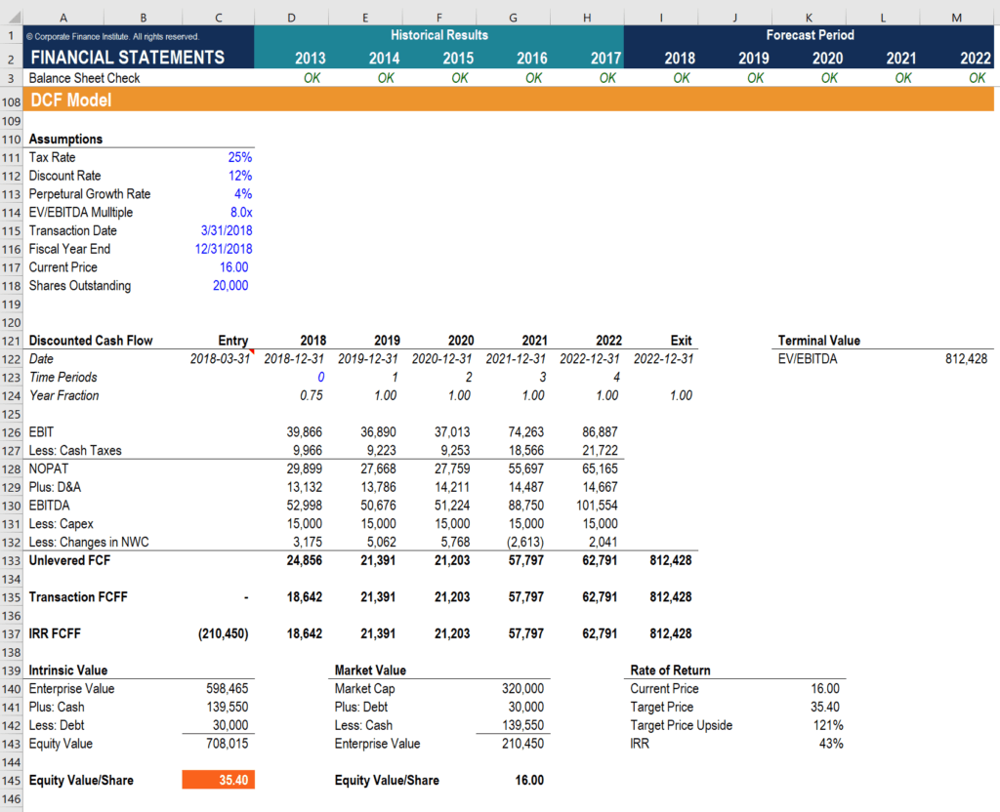 A B C D E F G H I J K L M
1 © Corporate Finance Institute. All rights reserved. Historical Results Forecast Period
2 FINANCIAL STATEMENTS 2013 2014 2015 2016 2017 2018 2019 2020 2021 2022
3 Balance Sheet Check OK OK OK OK OK OK OK OK OK OK
108 DCF Model
109
110 Assumptions
111 Tax Rate 25%
112 Discount Rate 12%
113 Perpetural Growth Rate 4%
114 EV/EBITDA Mulltiple 8.0x
115 Transaction Date 3/31/2018
116 Fiscal Year End 12/31/2018
117 Current Price 16.00
118 Shares Outstanding 20,000
119
120
121 Discounted Cash Flow Entry 2018 2019 2020 2021 2022 Exit Terminal Value
122 Date 2018-03-31 2018-12-31 2019-12-31 2020-12-31 2021-12-31 2022-12-31 2022-12-31 EV/EBITDA 812,428
123 Time Periods 0 1 2 3 4
124 Year Fraction 0.75 1.00 1.00 1.00 1.00 1.00
125
126 EBIT 39,866 36,890 37,013 74,263 86,887
127 Less: Cash Taxes 9,966 9,223 9,253 18,566 21,722
128 NOPAT 29,899 27,668 27,759 55,697 65,165
129 Plus: D&A 13,132 13,786 14,211 14,487 14,667
130 EBITDA 52,998 50,676 51,224 88,750 101,554
131 Less: Capex 15,000 15,000 15,000 15,000 15,000
132 Less: Changes in NWC 3,175 5,062 5,768 (2,613) 2,041
133 Unlevered FCF 24,856 21,391 21,203 57,797 62,791 812,428
134
135 Transaction FCFF - 18,642 21,391 21,203 57,797 62,791 812,428
136
137 IRR FCFF (210,450) 18,642 21,391 21,203 57,797 62,791 812,428
138
139 Intrinsic Value Market Value Rate of Return
140 Enterprise Value 598,465 Market Cap 320,000 Current Price 16.00
141 Plus: Cash 139,550 Plus: Debt 30,000 Target Price 35.40
142 Less: Debt 30,000 Less: Cash 139,550 Target Price Upside 121%
143 Equity Value 708,015 Enterprise Value 210,450 IRR 43%
144
145 Equity Value/Share 35.40 Equity Value/Share 16.00
146